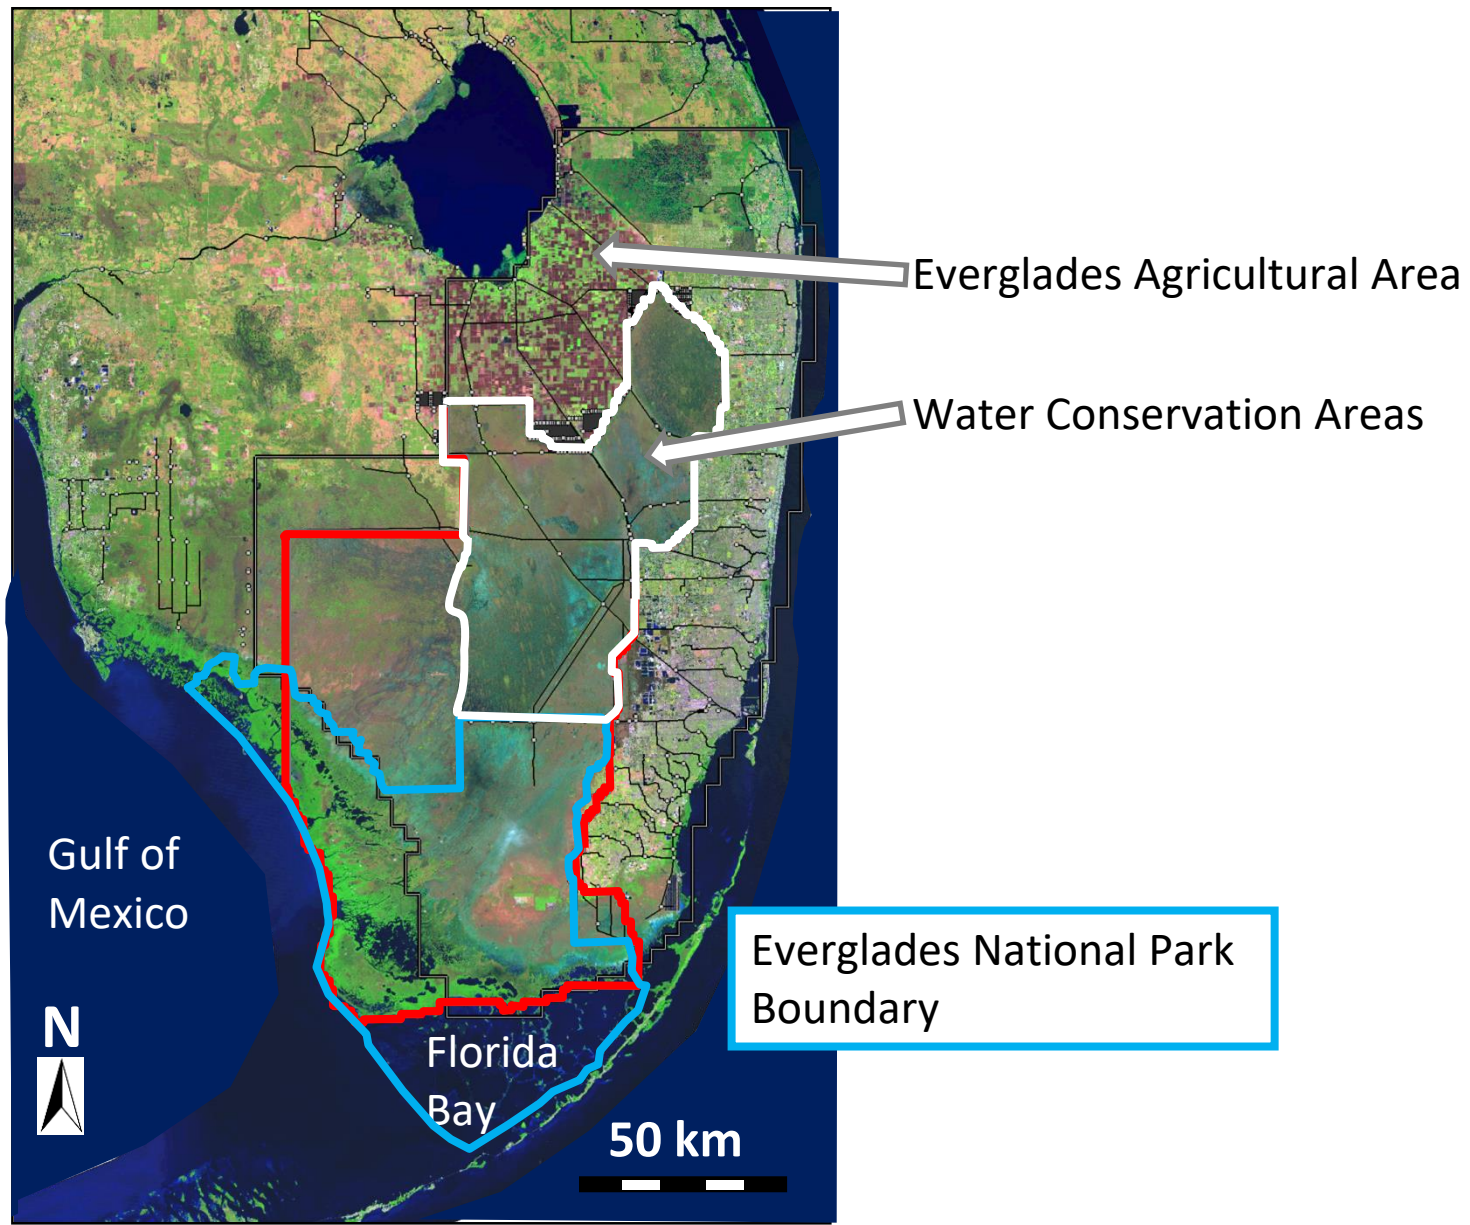 Everglades Agricultural Area
Water Conservation Areas
Gulf of
Mexico
Everglades National Park
Boundary
N
Florida
Bay
50 km